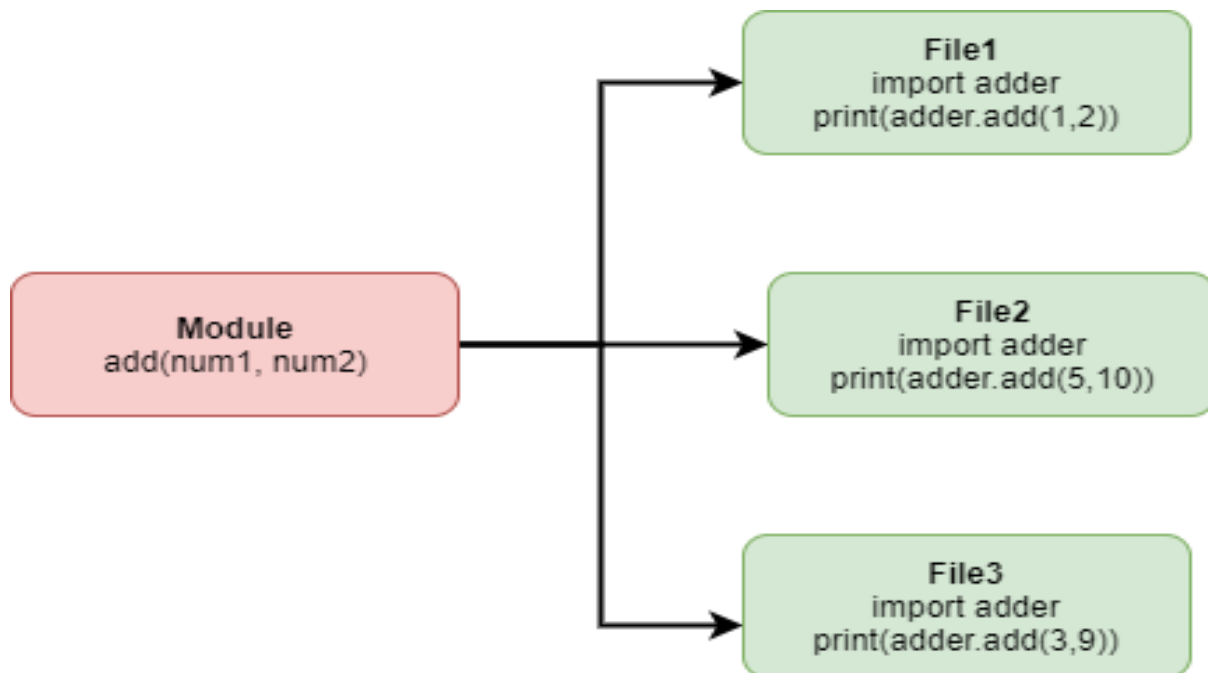 File1
import adder
print(adder.add(1,2))
Module
add(num1, num2)
File2
import adder
print(adder.add(5,10))
File3
import adder
print(adder.add(3,9))